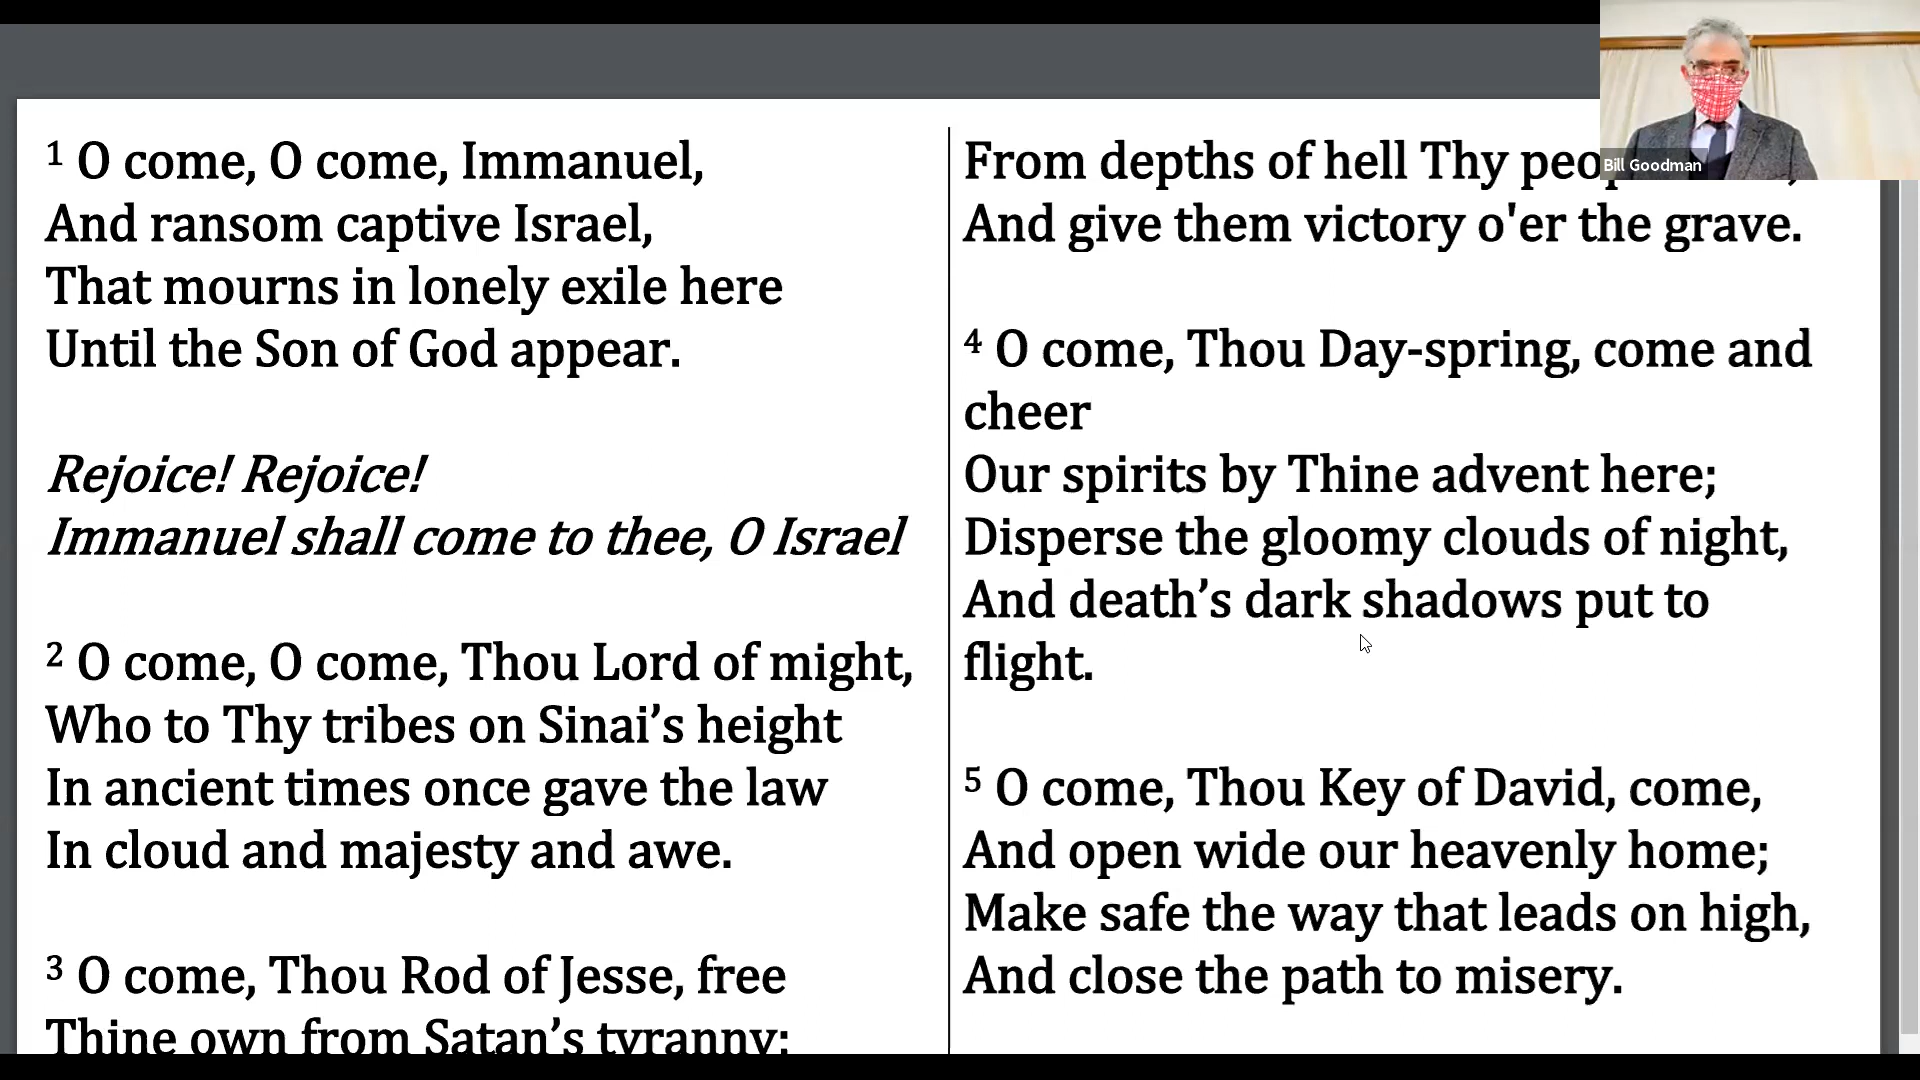 1 O come, O come, Immanuel,
And ransom captive Israel,
That mourns in lonely exile here
Until the Son of God appear.
Rejoice! Rejoice!
Immanuel shall come to thee, O Israel
2 O come, O come, Thou Lord of might,
Who to Thy tribes on Sinai’s height
In ancient times once gave the law
In cloud and majesty and awe.
3 O come, Thou Rod of Jesse, free
Thine own from Satan’s tyranny;
From depths of hell Thy
And give them victory o'er the grave.
4 O come, Thou Day-spring, come and
cheer
Our spirits by Thine advent here;
Disperse the gloomy clouds of night,
And death’s dark shadows put to
flight.
5 O come, Thou Key of David, come,
And open wide our heavenly home;
Make safe the way that leads on high,
And close the path to misery.
Bill Goodman